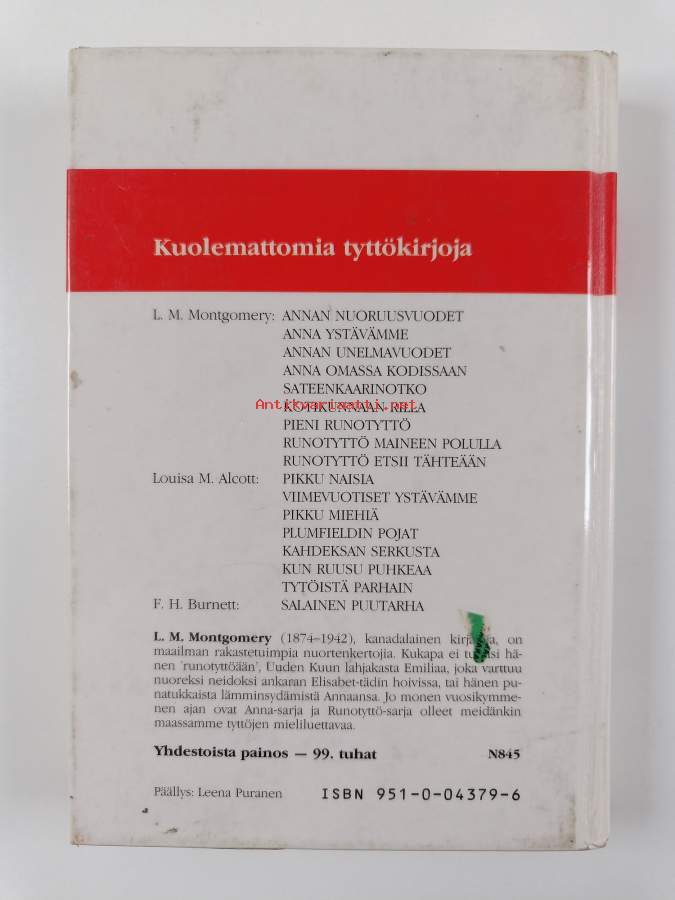 Kuolemattomia tyttökirjoja
L. M. Montgomery: ANNAN NUORUUSVUODET
ANNA YSTÄVÄMME
ANNAN UNELMAVUODET
ANNA OMASSA KODISSAAN
SATEENKAARINOTKO
Antikvariaatti.net
KOTIKUNNAAN RILLA
PIENI RUNOTYTTÖ
RUNOTYTTÖ MAINEEN POLULLA
RUNOTYTTÖ ETSII TÄHTEÄÄN
Louisa M. Alcott: PIKKU NAISIA
VIIMEVUOTISET YSTÄVÄMME
PIKKU MIEHIÄ
PLUMFIELDIN POJAT
KAHDEKSAN SERKUSTA
KUN RUUSU PUHKEAA
TYTÖISTÄ PARHAIN
F. H. Burnett: SALAINEN PUUTARHA
L. M. Montgomery (1874–1942), kanadalainen on
maailman rakastetuimpia nuortenkertojia. Kukapa ei hä-
nen 'runotyttöään', Uuden Kuun lahjakasta Emiliaa, joka varttuu
nuoreksi neidoksi ankaran Elisabet-tädin hoivissa, tai hänen pu-
natukkaista lämminsydämistä Annaansa. Jo monen vuosikymme-
nen ajan ovat Anna-sarja ja Runotyttö-sarja olleet meidänkin
maassamme tyttöjen mieliluettavaa.
Yhdestoista painos — 99. tuhat N845
Päällys: Leena Puranen ISBN 951-0-04379-6